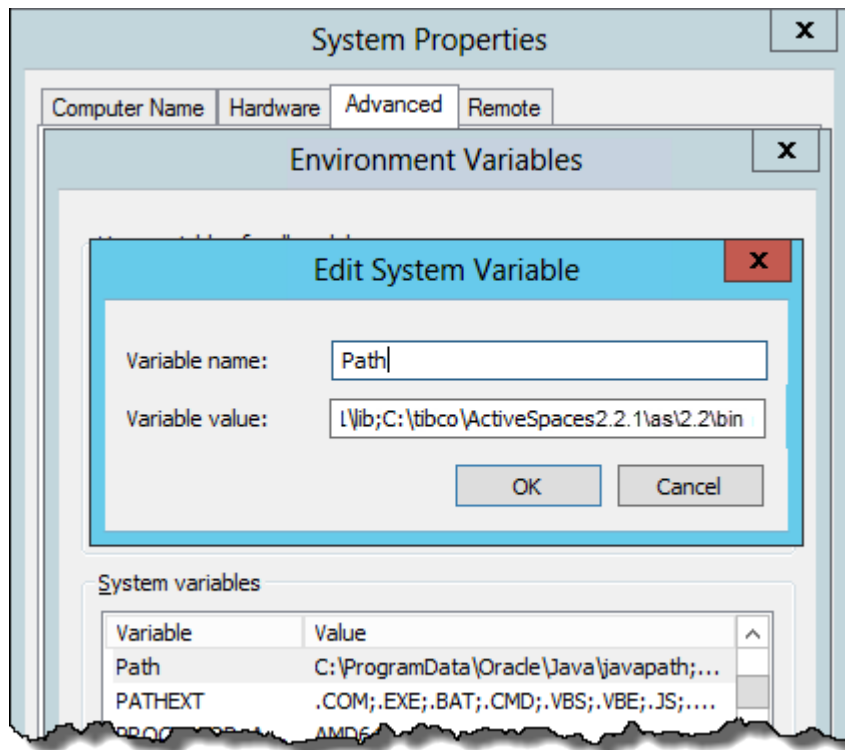 System Properties
x
Computer Name Hardware Advanced Remote
Environment Variables
x
Edit System Variable
x
Variable name: Path
Variable value: 1\lib;C:\tibco\ActiveSpaces2.2.1\as\2.2\bin
OK Cancel
System variables
Variable Value
Path C:\ProgramData\Oracle\Java\javapath;...
PATHEXT .COM;.EXE;.BAT;.CMD;.VBS;.VBE;.JS;....